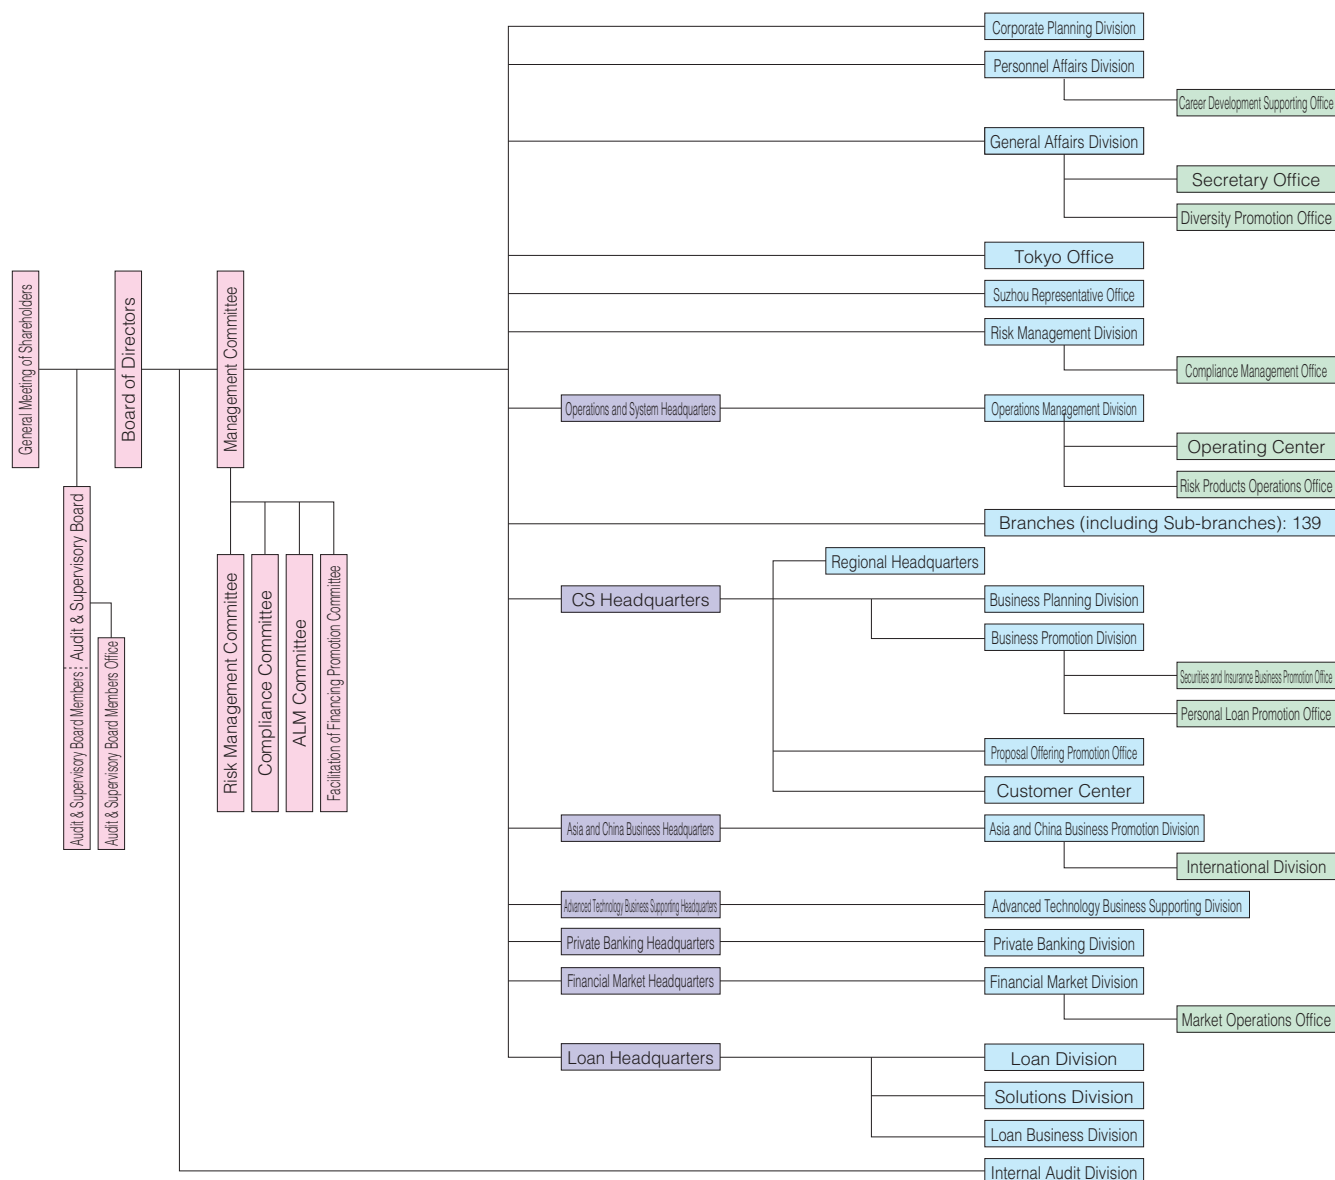 General Meeting of Shareholders
Board of Directors
Management Committee
Audit & Supervisory Board
Audit & Supervisory Board Members
Audit & Supervisory Board Members Office
Risk Management Committee
Compliance Committee
ALM Committee
Facilitation of Financing Promotion Committee
Corporate Planning Division
Personnel Affairs Division
Career Development Supporting Office
General Affairs Division
Secretary Office
Diversity Promotion Office
Tokyo Office
Suzhou Representative Office
Risk Management Division
Compliance Management Office
Operations and System Headquarters
Operations Management Division
Operating Center
Risk Products Operations Office
Branches (including Sub-branches): 139
Regional Headquarters
CS Headquarters
Business Planning Division
Business Promotion Division
Securities and Insurance Business Promotion Office
Personal Loan Promotion Office
Proposal Offering Promotion Office
Customer Center
Asia and China Business Headquarters
Asia and China Business Promotion Division
International Division
Advanced Technology Business Supporting Headquarters
Advanced Technology Business Supporting Division
Private Banking Headquarters
Private Banking Division
Financial Market Headquarters
Financial Market Division
Market Operations Office
Loan Headquarters
Loan Division
Solutions Division
Loan Business Division
Internal Audit Division